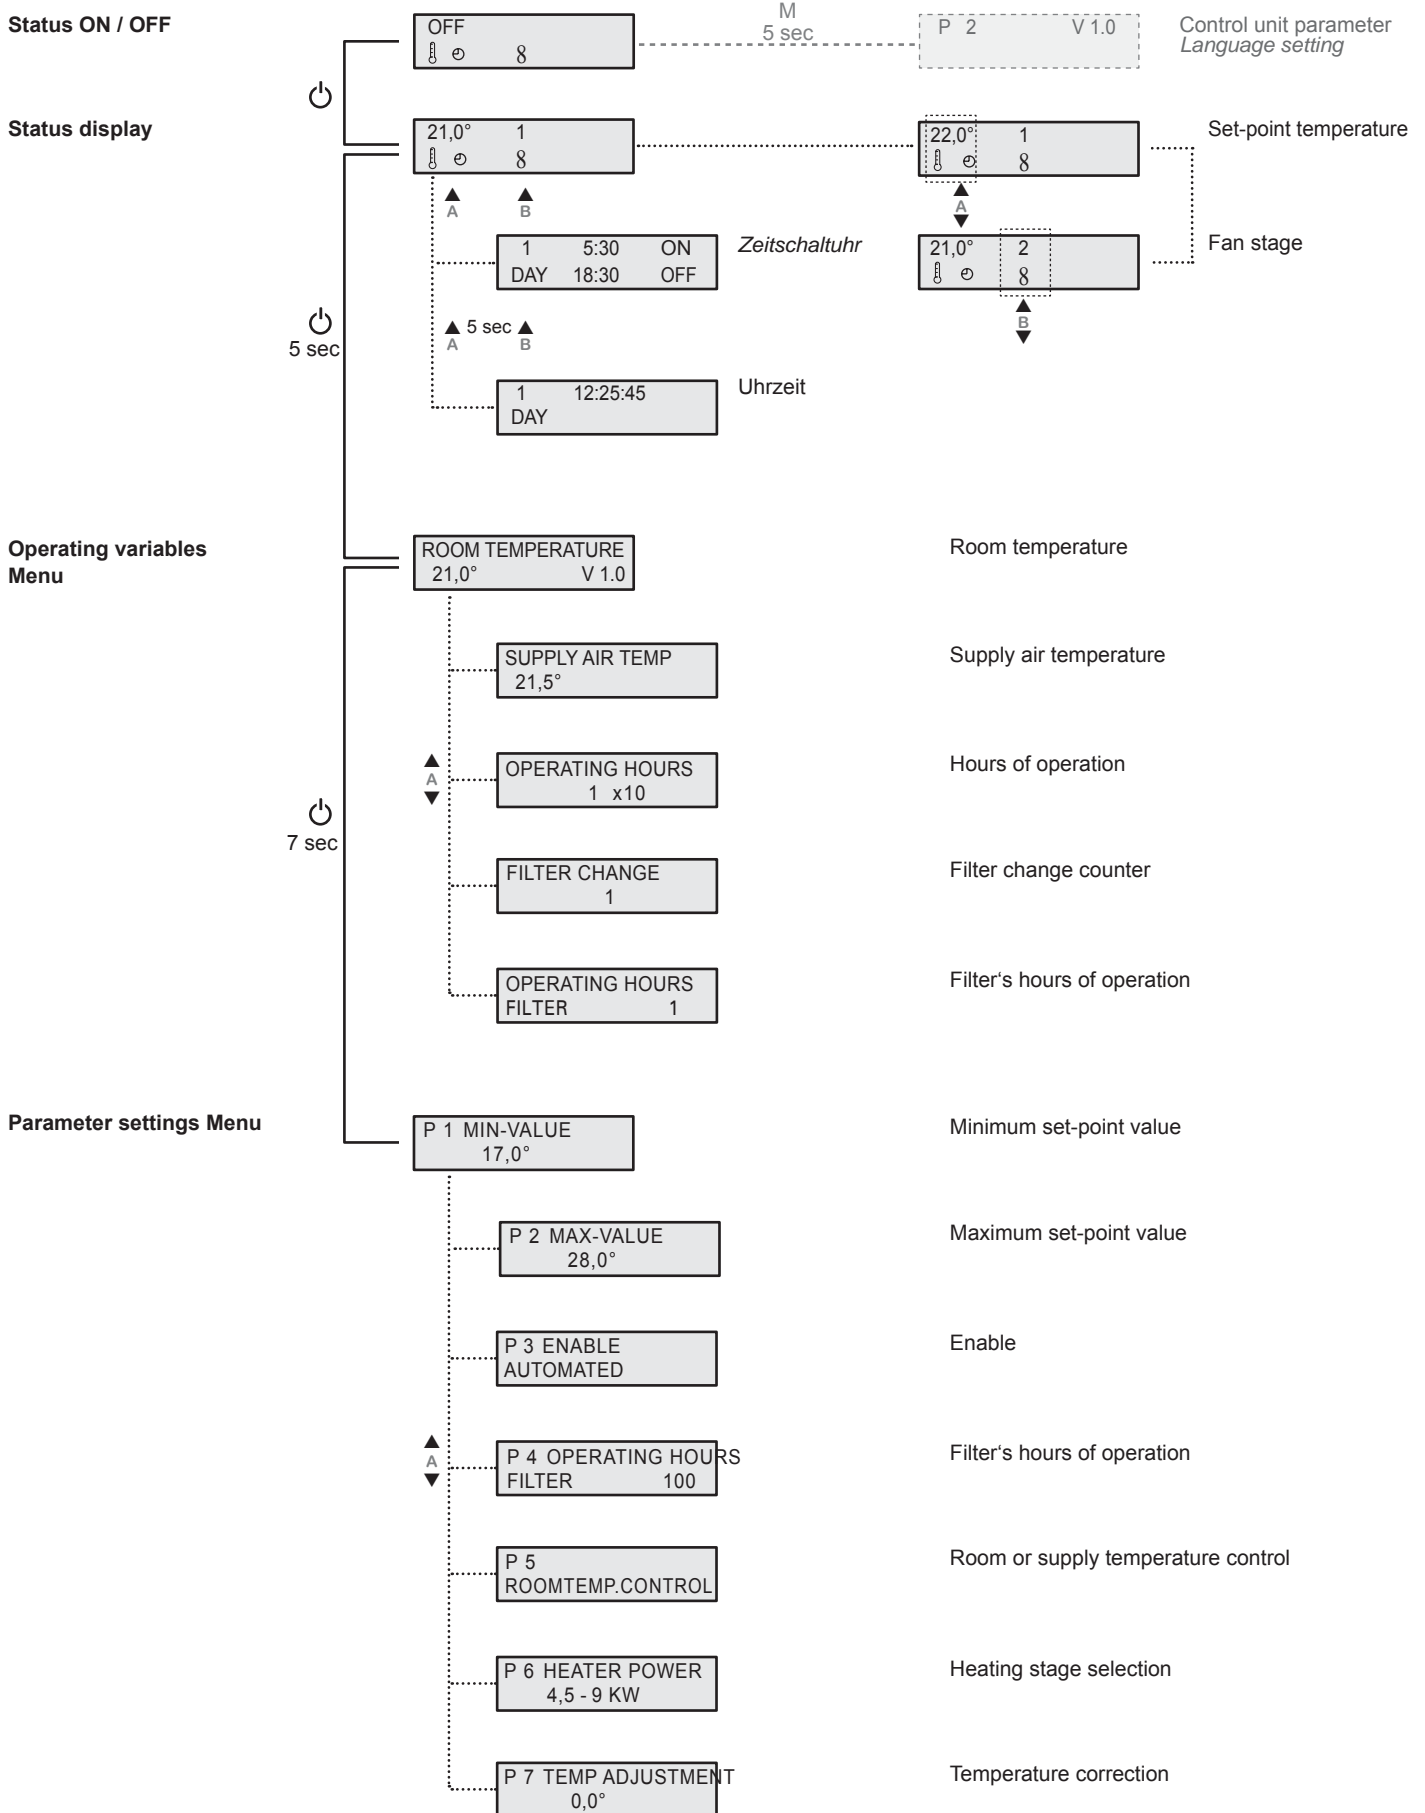 Status ON / OFF
OFF
M
5 sec
P 2 V 1.0
Control unit parameter
Language setting
Status display
21,0° 1
22,0° 1
Set-point temperature
A B
A
1 5:30 ON
DAY 18:30 OFF
Zeitschaltuhr
21,0° 2
Fan stage
B
5 sec
A 5 sec B
1 12:25:45
DAY
Uhrzeit
Operating variables
Menu
ROOM TEMPERATURE
21,0° V 1.0
Room temperature
SUPPLY AIR TEMP
21,5°
Supply air temperature
A
OPERATING HOURS
1 x10
Hours of operation
7 sec
FILTER CHANGE
1
Filter change counter
OPERATING HOURS
FILTER 1
Filter‘s hours of operation
Parameter settings Menu
P 1 MIN-VALUE
17,0°
Minimum set-point value
P 2 MAX-VALUE
28,0°
Maximum set-point value
P 3 ENABLE
AUTOMATED
Enable
A
P 4 OPERATING HOURS
FILTER 100
Filter‘s hours of operation
P 5
ROOMTEMP.CONTROL
Room or supply temperature control
P 6 HEATER POWER
4,5 - 9 KW
Heating stage selection
P 7 TEMP ADJUSTMENT
0,0°
Temperature correction